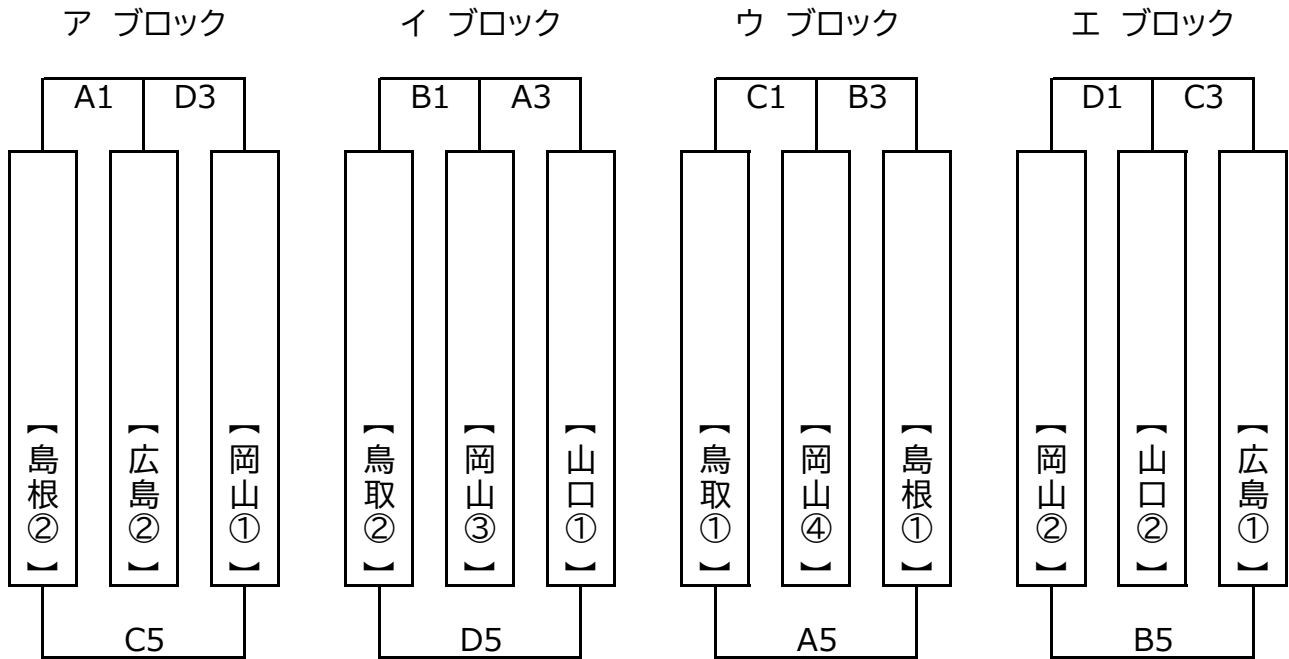 ア ブロック
イ ブロック
ウ ブロック
エ ブロック
A1 D3
B1 A3
C1 B3
D1 C3
【島根②】
【広島②】
【岡山①】
【鳥取②】
【岡山③】
【山口①】
【鳥取①】
【岡山④】
【島根①】
【岡山②】
【山口②】
【広島①】
C5
D5
A5
B5